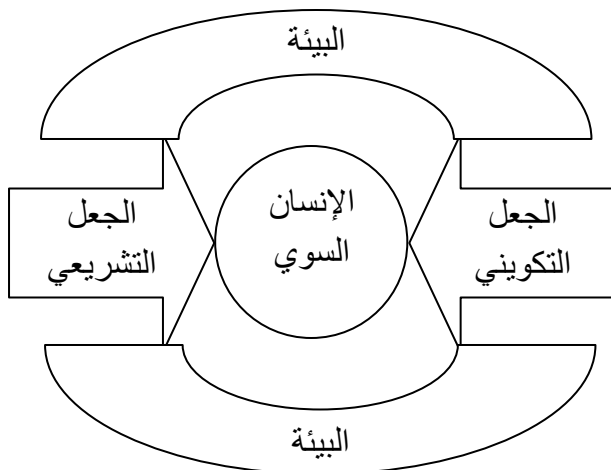 البيئة
الإنسان
السوي
الجعل
التكويني
الجعل
التشريعي
البيئة